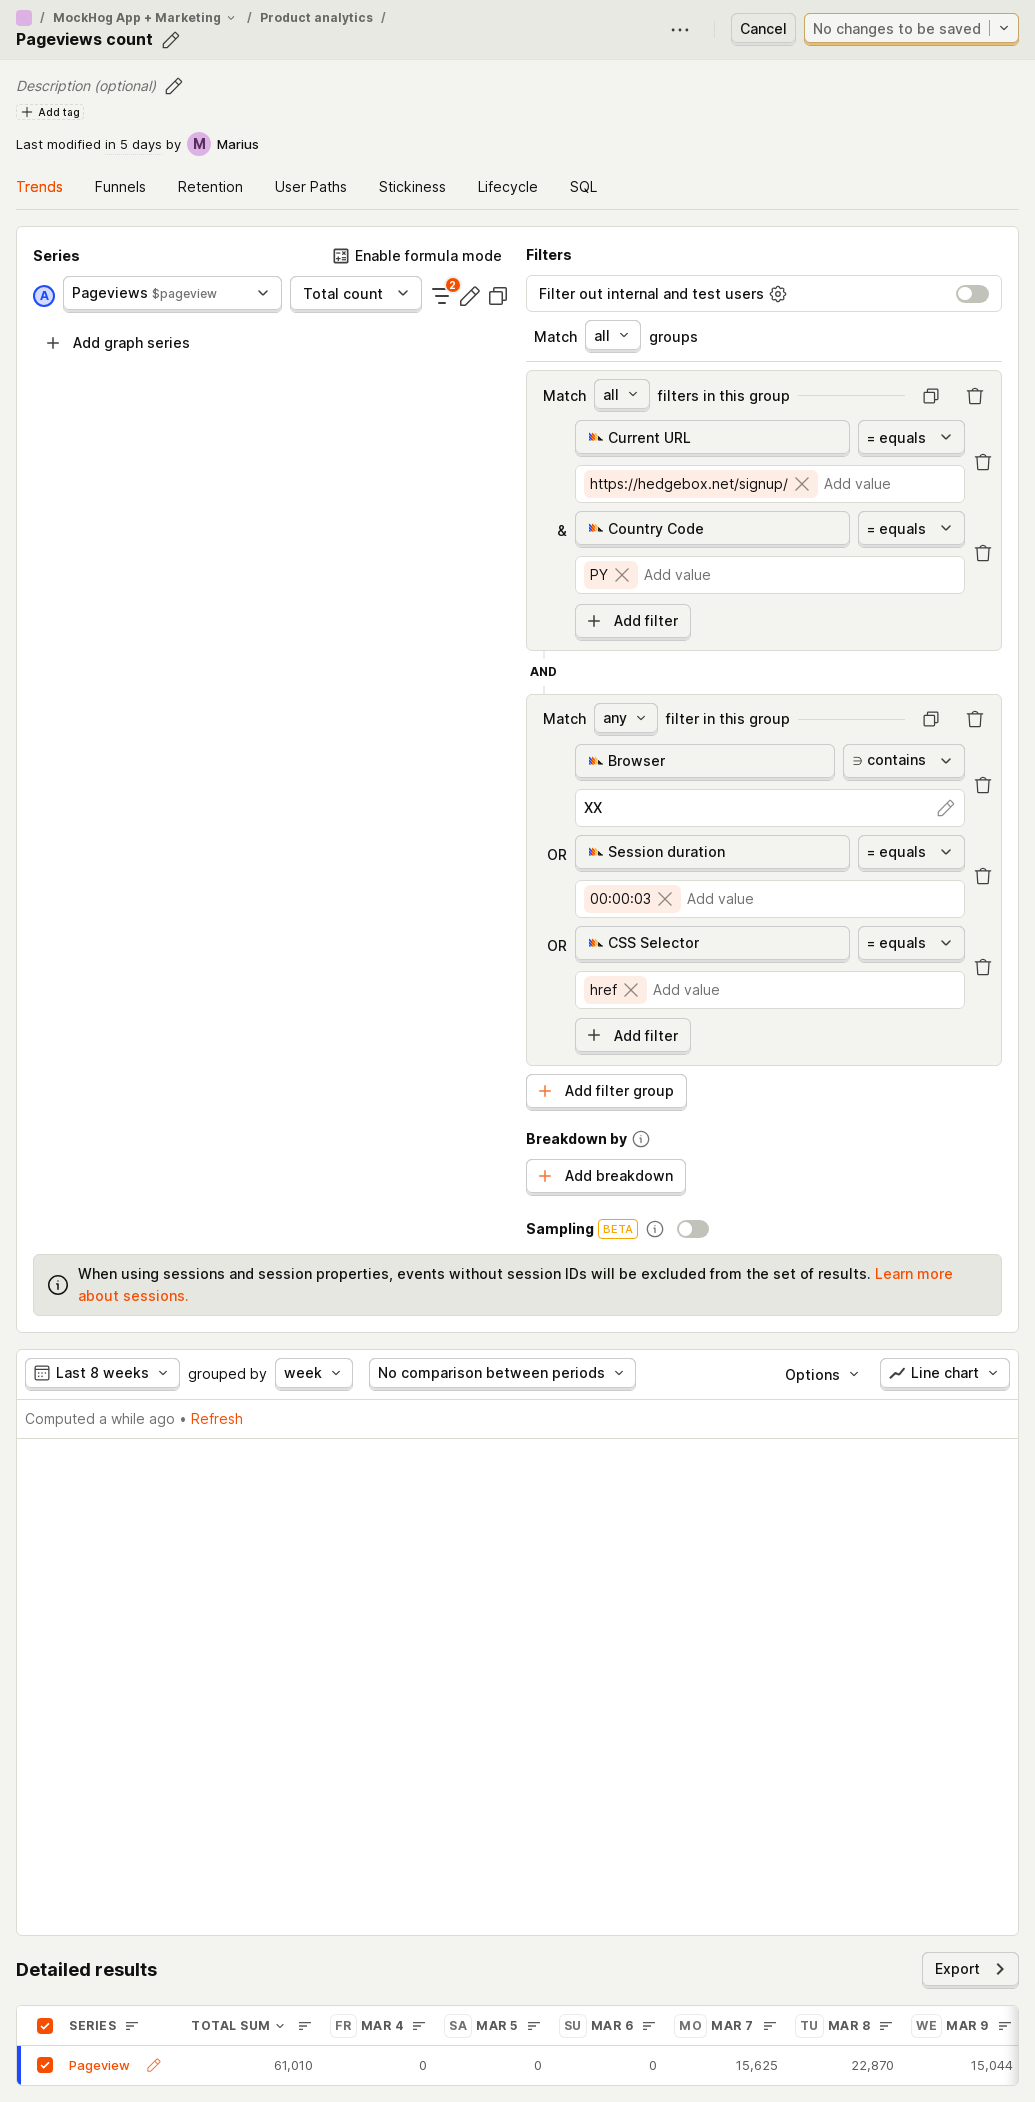 / MockHog App + Marketing / Product analytics /
Pageviews count
Cancel
No changes to be saved
Description (optional)
Add tag
Last modified in 5 days by M Marius
Trends Funnels Retention User Paths Stickiness Lifecycle SQL
Series
Enable formula mode
A Pageviews $pageview Total count 2
Add graph series
Filters
Filter out internal and test users
Match all groups
Match all filters in this group
Current URL = equals
https://hedgebox.net/signup/ Add value
& Country Code = equals
PY Add value
Add filter
AND
Match any filter in this group
Browser ∋ contains
XX
OR Session duration = equals
00:00:03 Add value
OR CSS Selector = equals
href Add value
Add filter
Add filter group
Breakdown by
Add breakdown
Sampling BETA
When using sessions and session properties, events without session IDs will be excluded from the set of results. Learn more
about sessions.
Last 8 weeks grouped by week No comparison between periods Options Line chart
Computed a while ago • Refresh
Detailed results
Export
SERIES TOTAL SUM FR MAR 4 SA MAR 5 SU MAR 6 MO MAR 7 TU MAR 8 WE MAR 9
Pageview 61,010 0 0 0 15,625 22,870 15,044